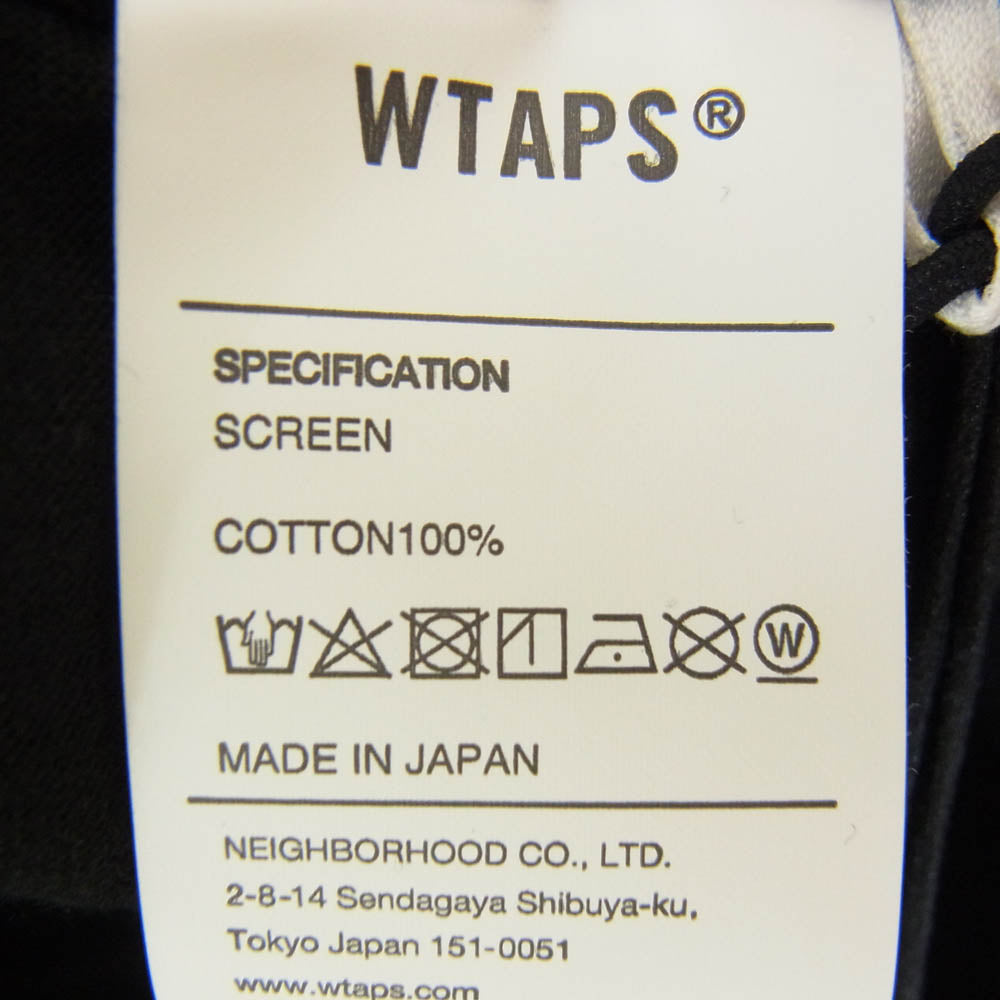 WTAPS®
SPECIFICATION
SCREEN
COTTON100%
W
MADE IN JAPAN
NEIGHBORHOOD CO., LTD.
2-8-14 Sendagaya Shibuya-ku,
Tokyo Japan 151-0051
www.wtaps.com